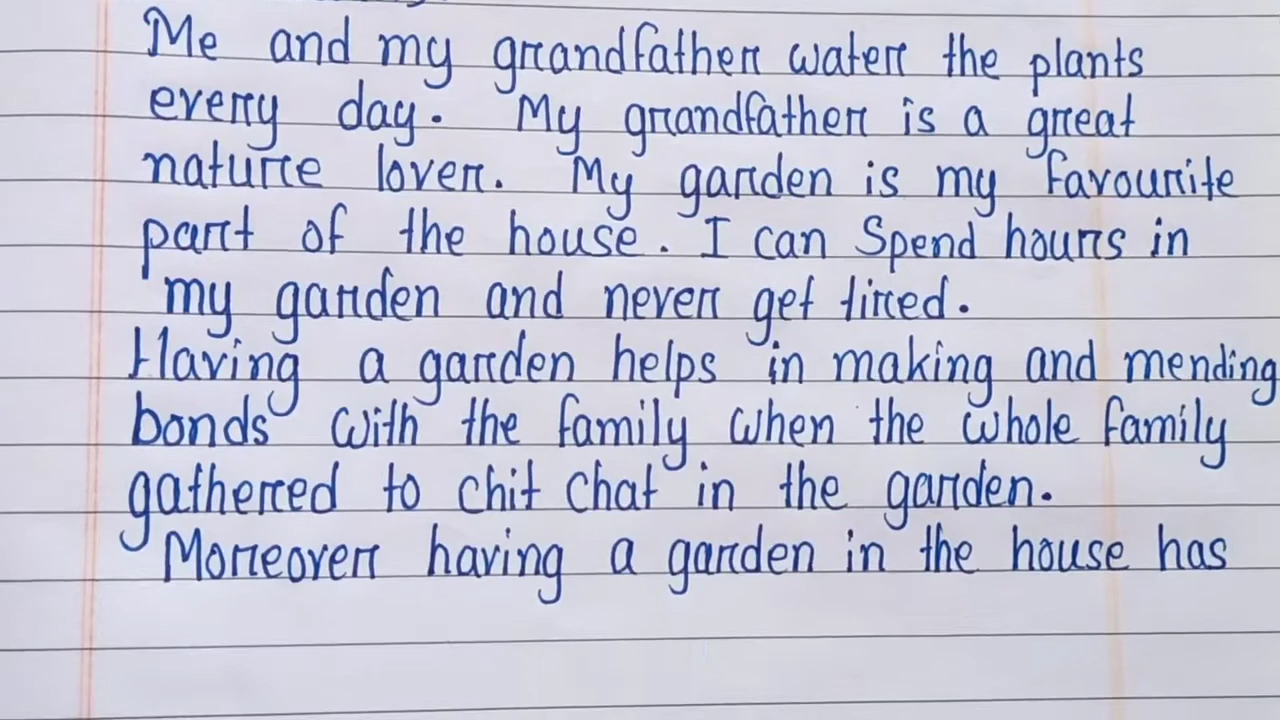 Me and my grandfather water the plants
every day. My grandfather is a great
nature lover. My garden is my favourite
part of the house. I can Spend hours in
my garden and never get tired.
Having a garden helps in making and mending
bonds with the family when the whole family
gathered to chit chat in the garden.
Moreover having a garden in the house has